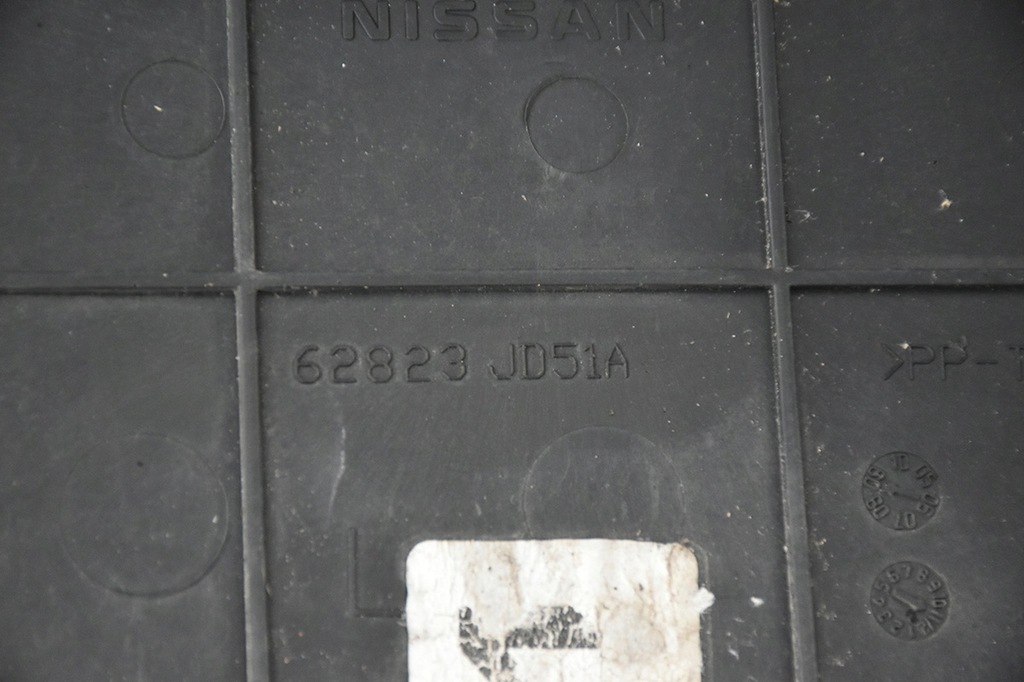 NISSAN
62823 JD51A
>PP-T
L